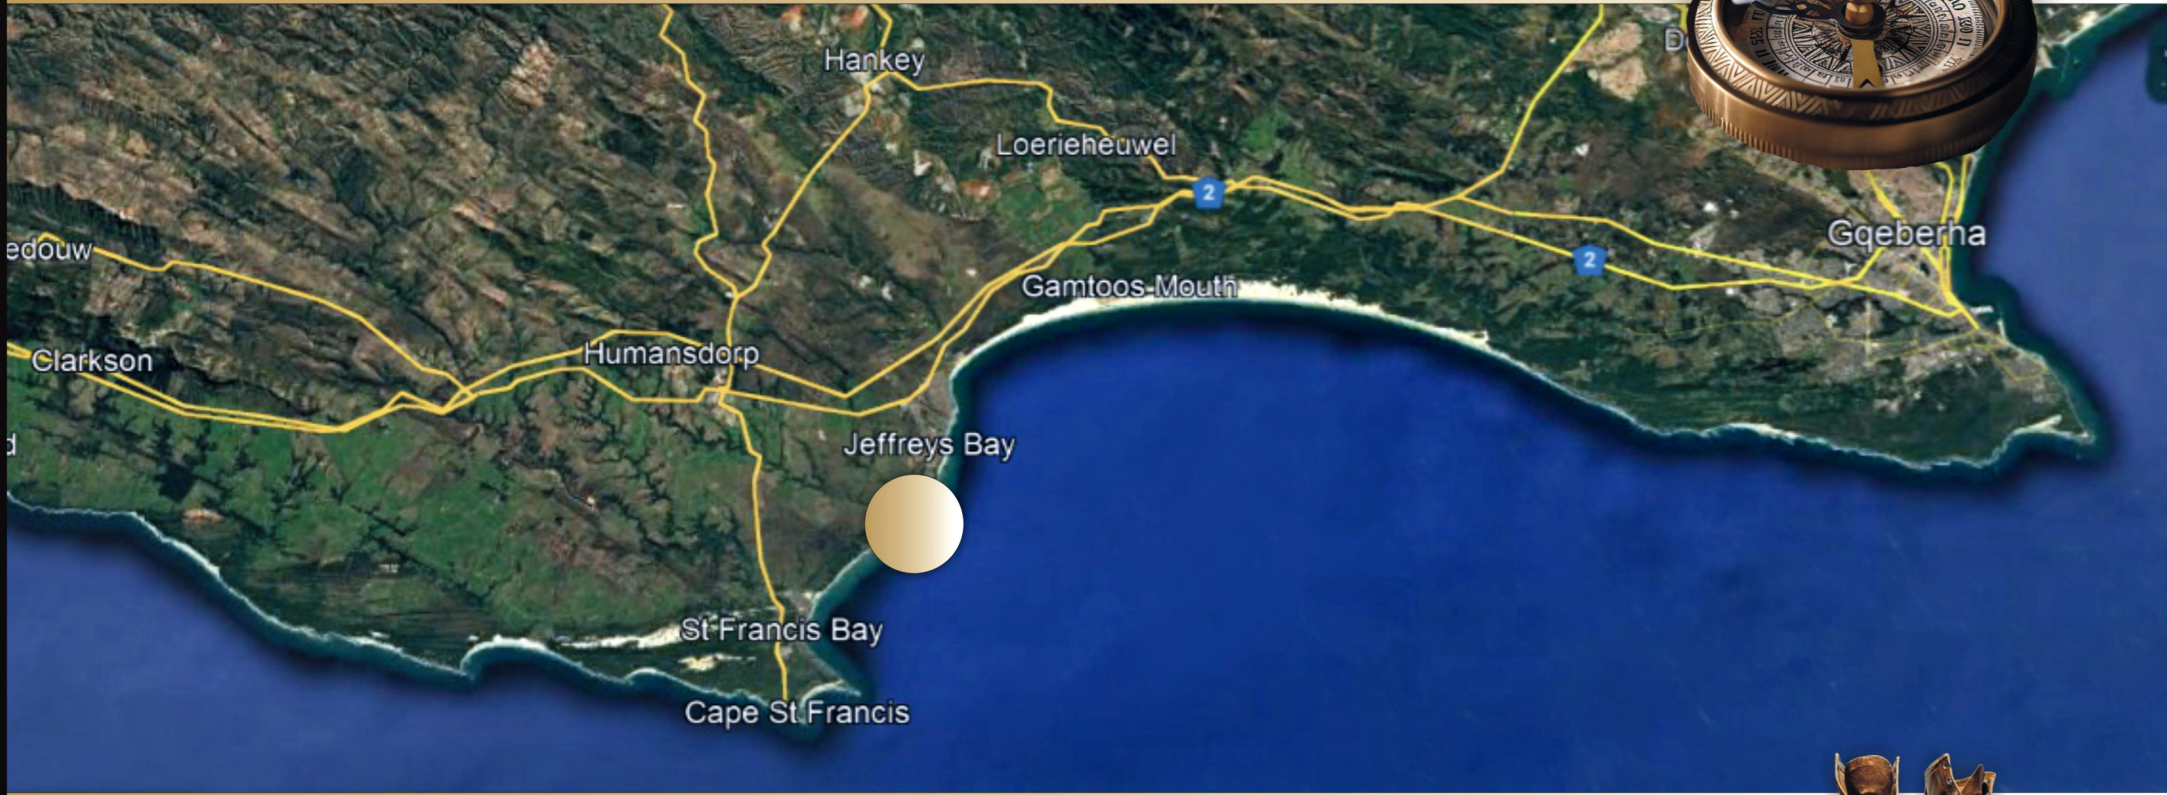 Hankey
Loerieheuwel
2
Gqeberha
edouw
2
Gamtoos Mouth
Clarkson
Humansdorp
d
Jeffreys Bay
St Francis Bay
Cape St Francis